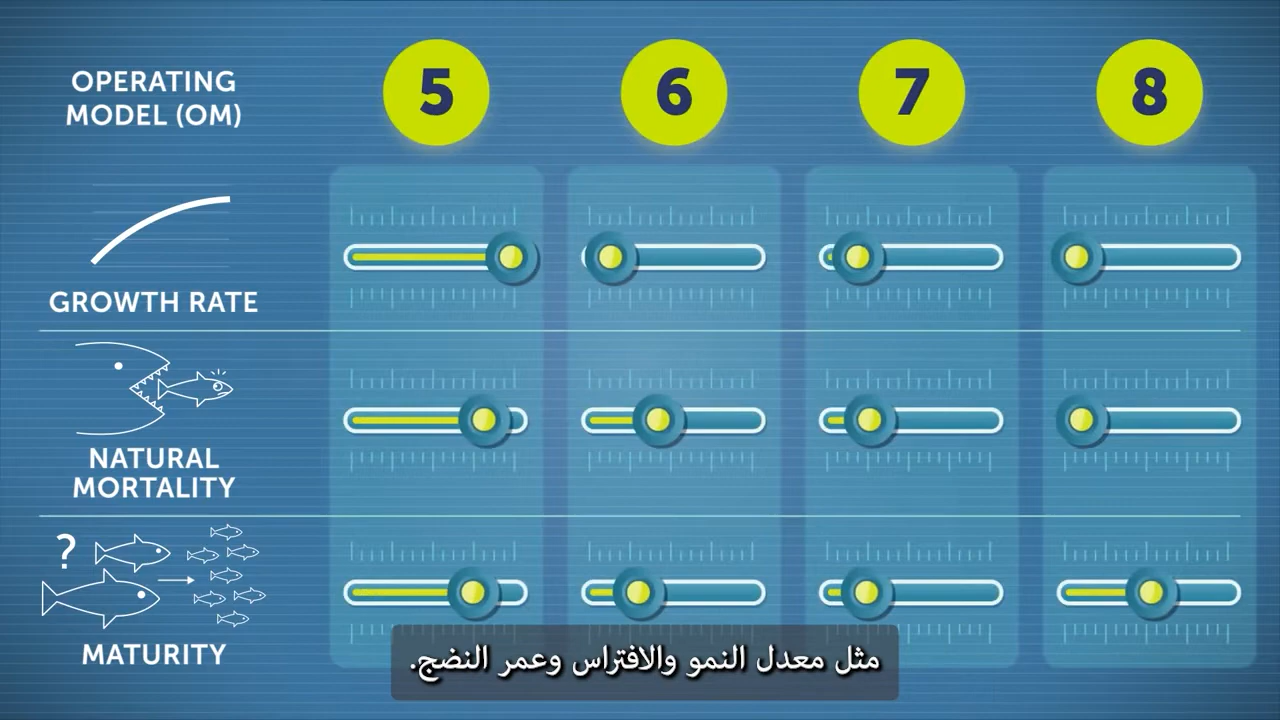 OPERATING
MODEL (OM)
5
6
7
8
GROWTH RATE
NATURAL
MORTALITY
?
MATURITY
مثل معدل النمو والافتراس وعمر النضج.